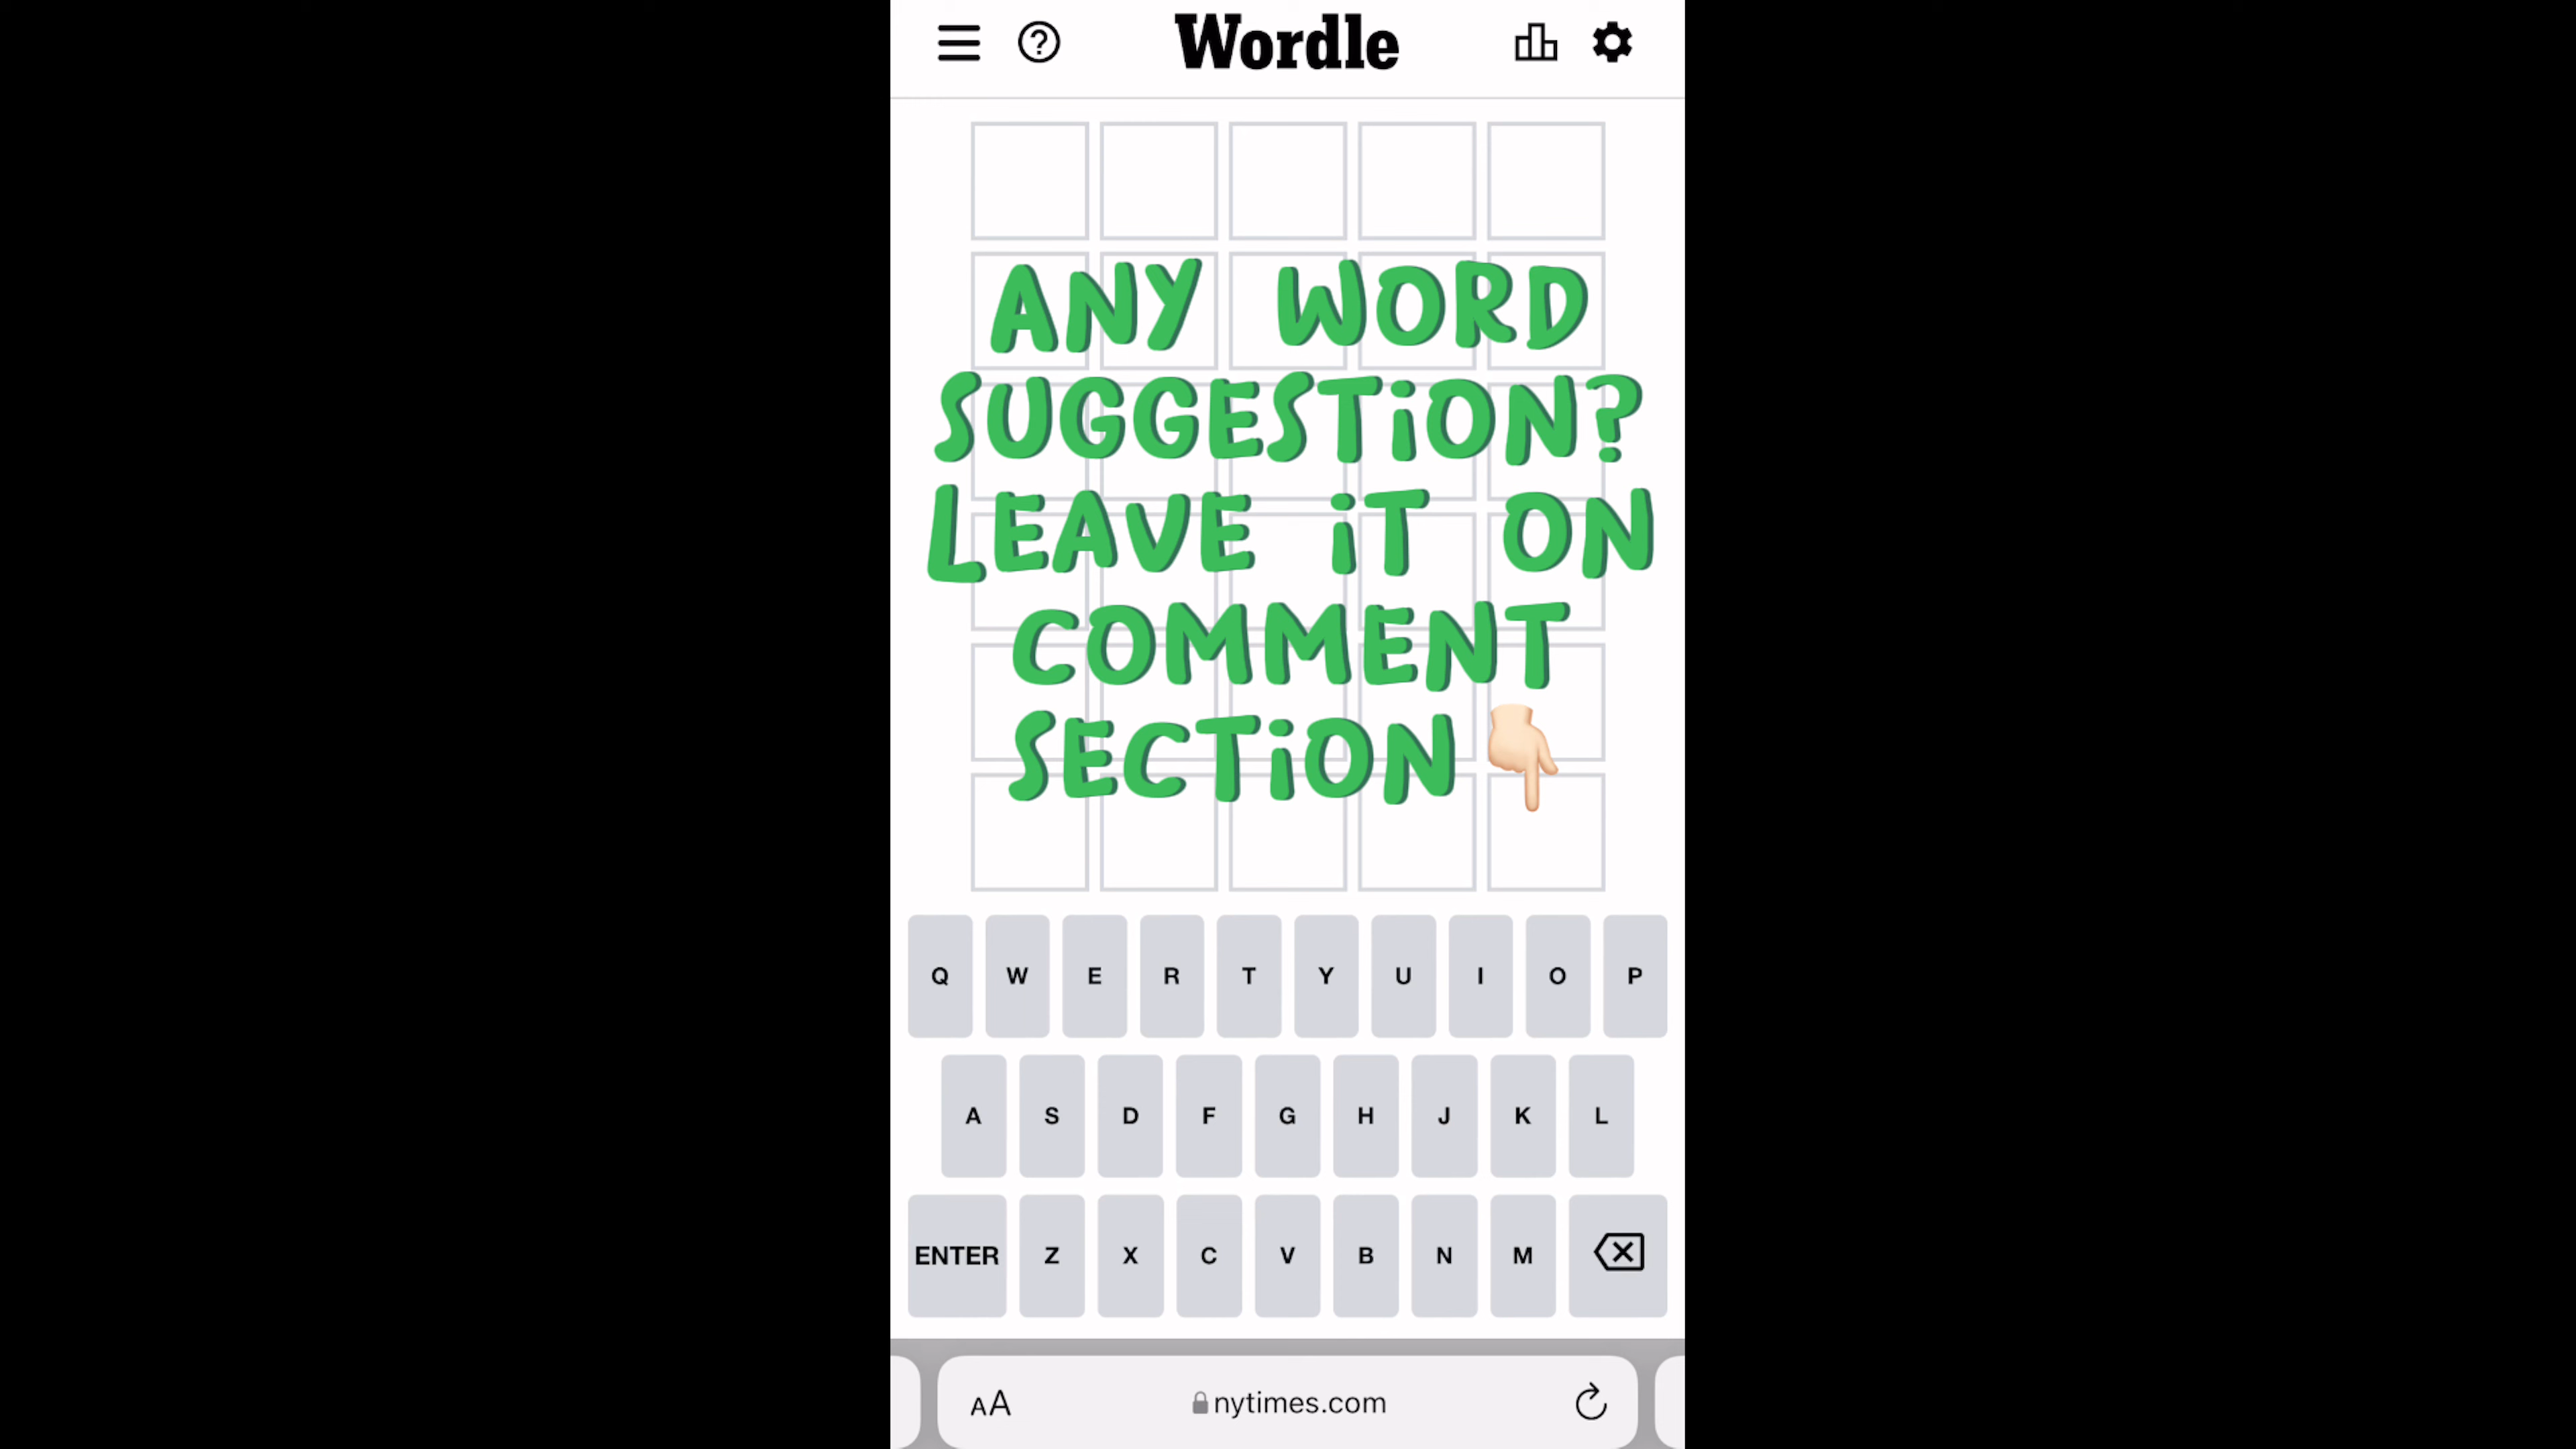 Wordle
ANY WORD
SUGGESTiON?
LEAVE iT ON
COMMENT
SECTiON👇🏻
Q W E R T Y U I O P
A S D F G H J K L
ENTER Z X C V B N M
AA nytimes.com